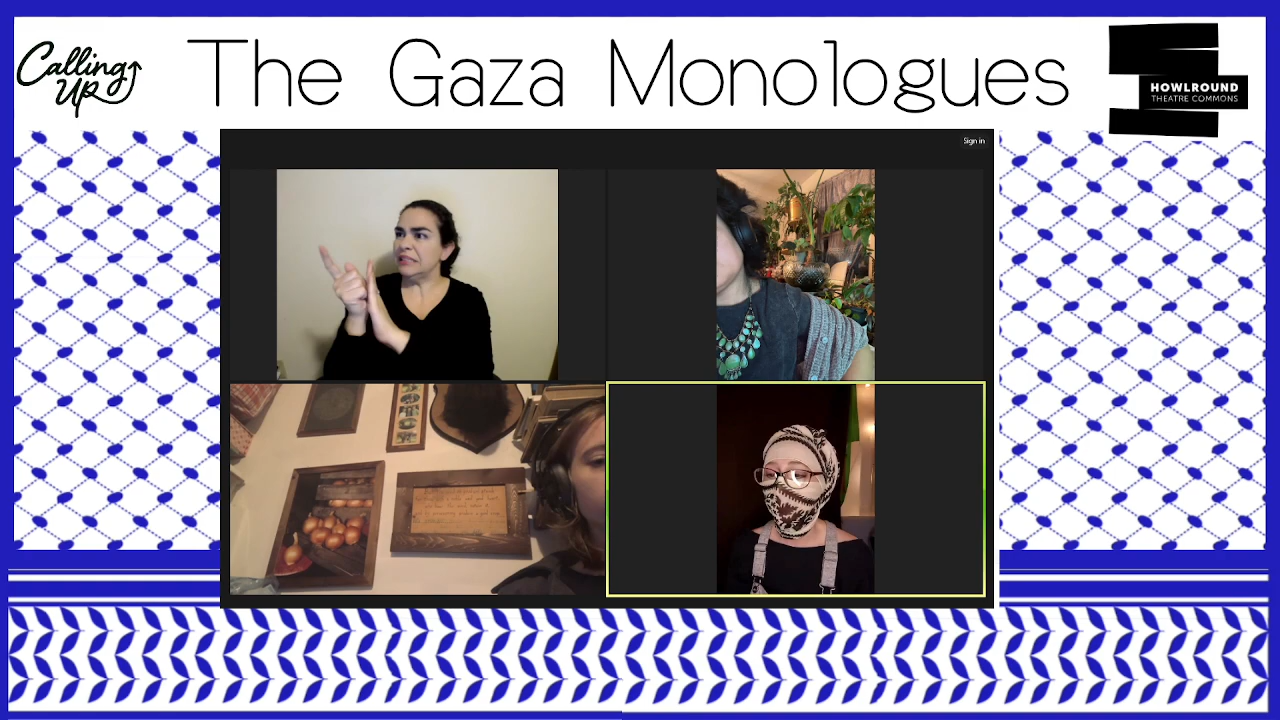 Calling
UP
The Gaza Monologues
HOWLROUND
THEATRE COMMONS
Sign in